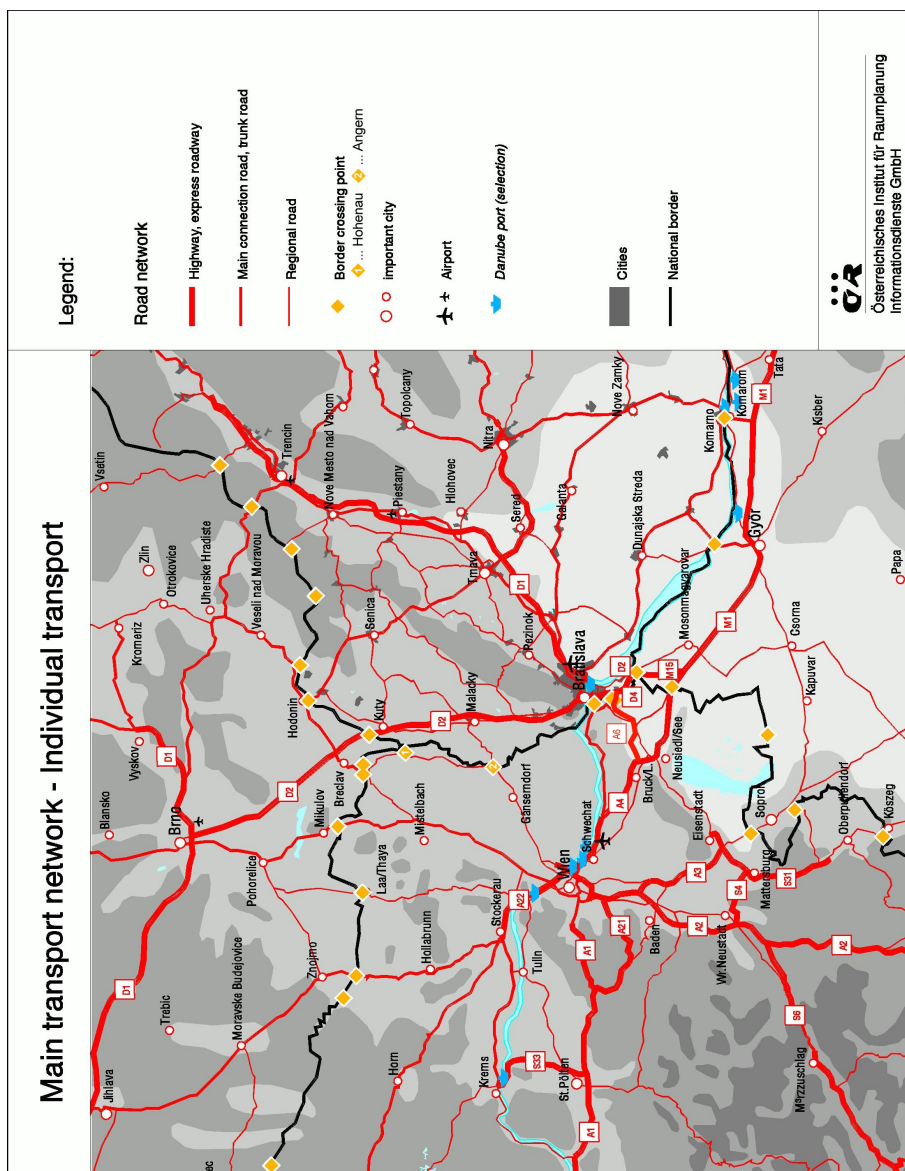 Main transport network - Individual transport
Legend:
Road network
Highway, express roadway
Main connection road, trunk road
Regional road
Border crossing point
1 ... Hohenau 2 ... Angern
important city
Airport
Danube port (selection)
Cities
National border
ÖIR
Österreichisches Institut für Raumplanung
Informationsdienste GmbH
Jihlava
Trebic
D1
Blansko
Brno
Vyskov
D1
Kromeriz
Otrokovice
Zlin
Vsetin
Moravske Budejovice
Pohorelice
D2
Uherske Hradiste
Veseli nad Moravou
Znojmo
Mikulov
Breclav
Hodonin
Trencin
Nove Mesto nad Vahom
ec
Horn
Hollabrunn
Laa/Thaya
Mistelbach
1
Kuty
Senica
Piestany
Topolcany
D2
Malacky
Hlohovec
2
Krems
Stockerau
Tulln
A22
Gänserndorf
Pezinok
Trnava
D1
Sered
Nitra
Galanta
S33
St.Pölten
A1
A1
A21
Wien
Schwechat
A4
Bruck/L.
A6
Bratislava
D2
D4
M15
Dunajska Streda
Nove Zamky
Baden
A3
A2
Eisenstadt
Neusiedl/See
Mosonmagyarovar
M1
Komarno
Komarom
M1
Tata
Wr.Neustadt
S4
Mattersburg
S31
Sopron
Györ
Kisber
S6
A2
M³rzzuschlag
Oberpullendorf
Köszeg
Kapuvar
Csorna
Papa